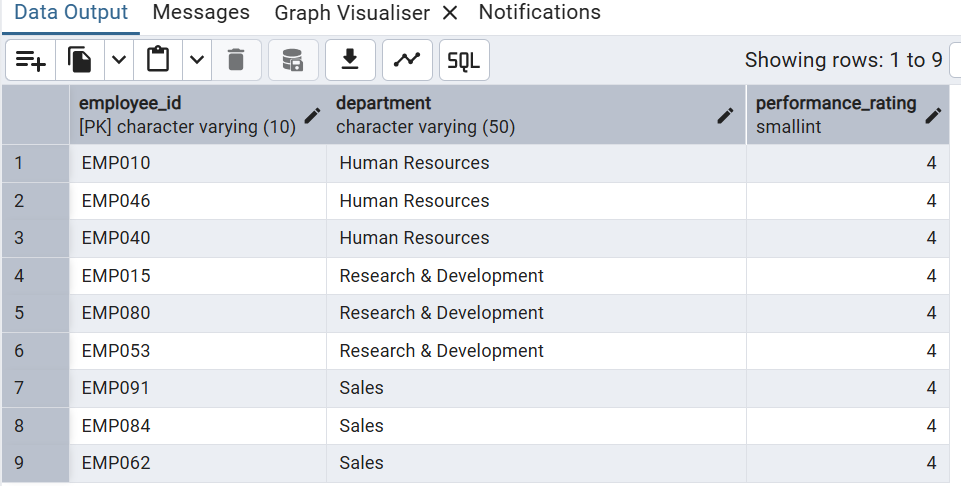 Data Output Messages Graph Visualiser Notifications
SQL Showing rows: 1 to 9
employee_id department performance_rating
[PK] character varying (10) character varying (50) smallint
1 EMP010 Human Resources 4
2 EMP046 Human Resources 4
3 EMP040 Human Resources 4
4 EMP015 Research & Development 4
5 EMP080 Research & Development 4
6 EMP053 Research & Development 4
7 EMP091 Sales 4
8 EMP084 Sales 4
9 EMP062 Sales 4